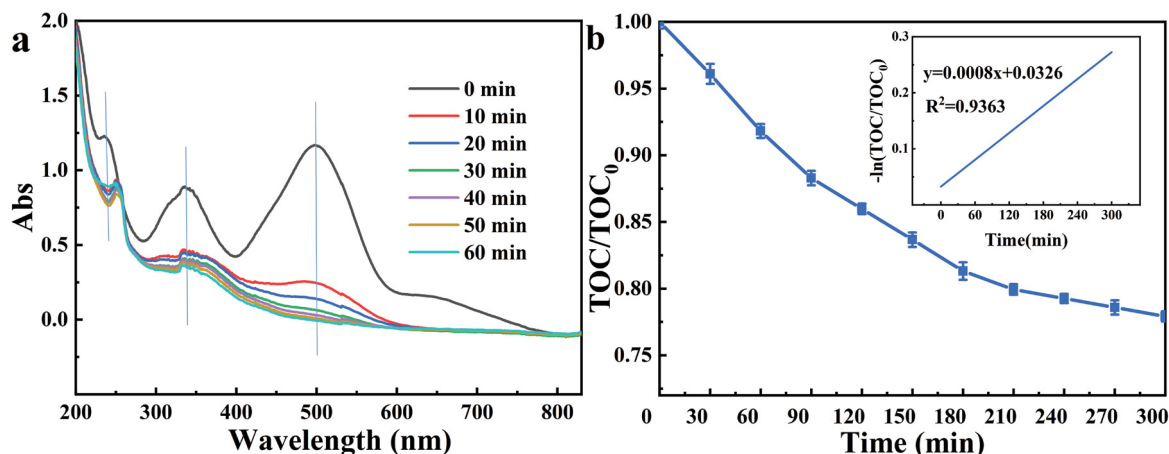 a
2.0
1.5
1.0
0.5
0.0
Abs
0 min
10 min
20 min
30 min
40 min
50 min
60 min
200 300 400 500 600 700 800
Wavelength (nm)
b
1.00
0.95
0.90
0.85
0.80
0.75
TOC/TOC₀
0 30 60 90 120 150 180 210 240 270 300
Time (min)
0.3
0.2
0.1
-ln(TOC/TOC₀)
y=0.0008x+0.0326
R²=0.9363
0 60 120 180 240 300
Time(min)